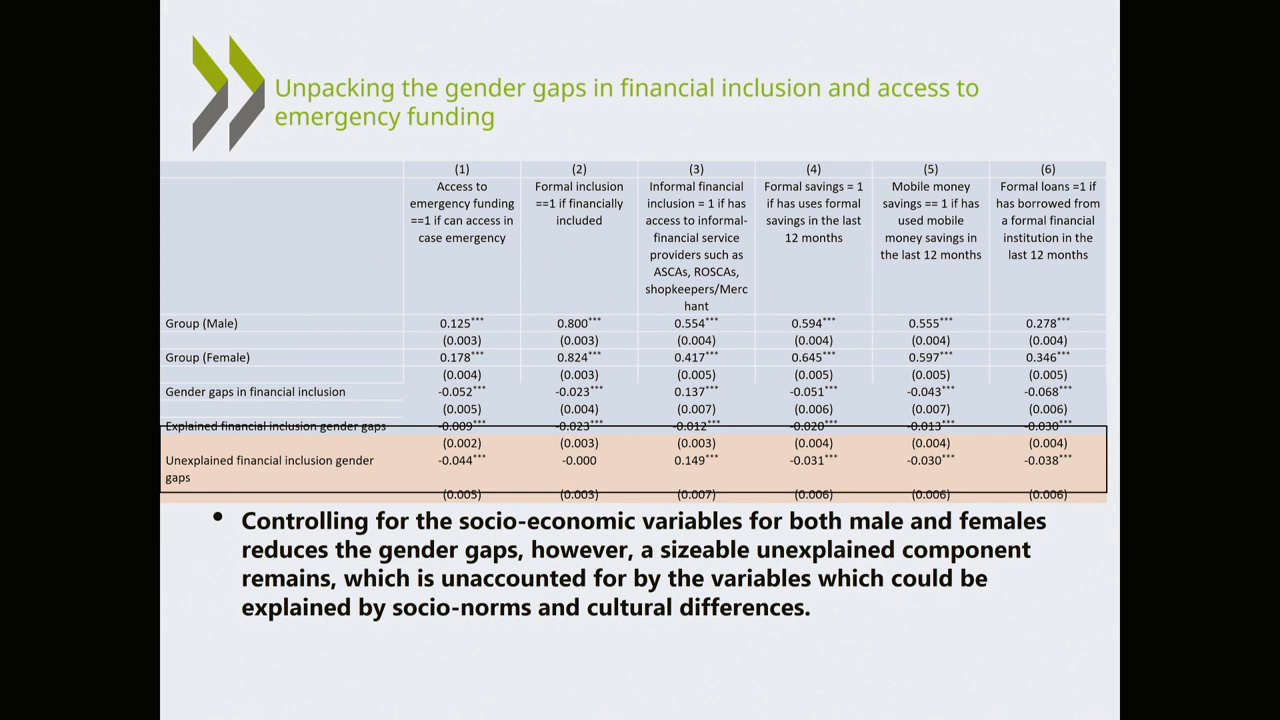 Unpacking the gender gaps in financial inclusion and access to
emergency funding
(1) (2) (3) (4) (5) (6)
Access to emergency funding ==1 if can access in case emergency
Formal inclusion ==1 if financially included
Informal financial inclusion = 1 if has access to informal-financial service providers such as ASCAs, ROSCAs, shopkeepers/Merchant
Formal savings = 1 if has uses formal savings in the last 12 months
Mobile money savings == 1 if has used mobile money savings in the last 12 months
Formal loans =1 if has borrowed from a formal financial institution in the last 12 months
Group (Male) 0.125*** 0.800*** 0.554*** 0.594*** 0.555*** 0.278***
(0.003) (0.003) (0.004) (0.004) (0.004) (0.004)
Group (Female) 0.178*** 0.824*** 0.417*** 0.645*** 0.597*** 0.346***
(0.004) (0.003) (0.005) (0.005) (0.005) (0.005)
Gender gaps in financial inclusion -0.052*** -0.023*** 0.137*** -0.051*** -0.043*** -0.068***
(0.005) (0.004) (0.007) (0.006) (0.007) (0.006)
Explained financial inclusion gender gaps -0.009*** -0.023*** -0.012*** -0.020*** -0.013*** -0.030***
(0.002) (0.003) (0.003) (0.004) (0.004) (0.004)
Unexplained financial inclusion gender gaps -0.044*** -0.000 0.149*** -0.031*** -0.030*** -0.038***
(0.005) (0.003) (0.007) (0.006) (0.006) (0.006)
• Controlling for the socio-economic variables for both male and females
reduces the gender gaps, however, a sizeable unexplained component
remains, which is unaccounted for by the variables which could be
explained by socio-norms and cultural differences.